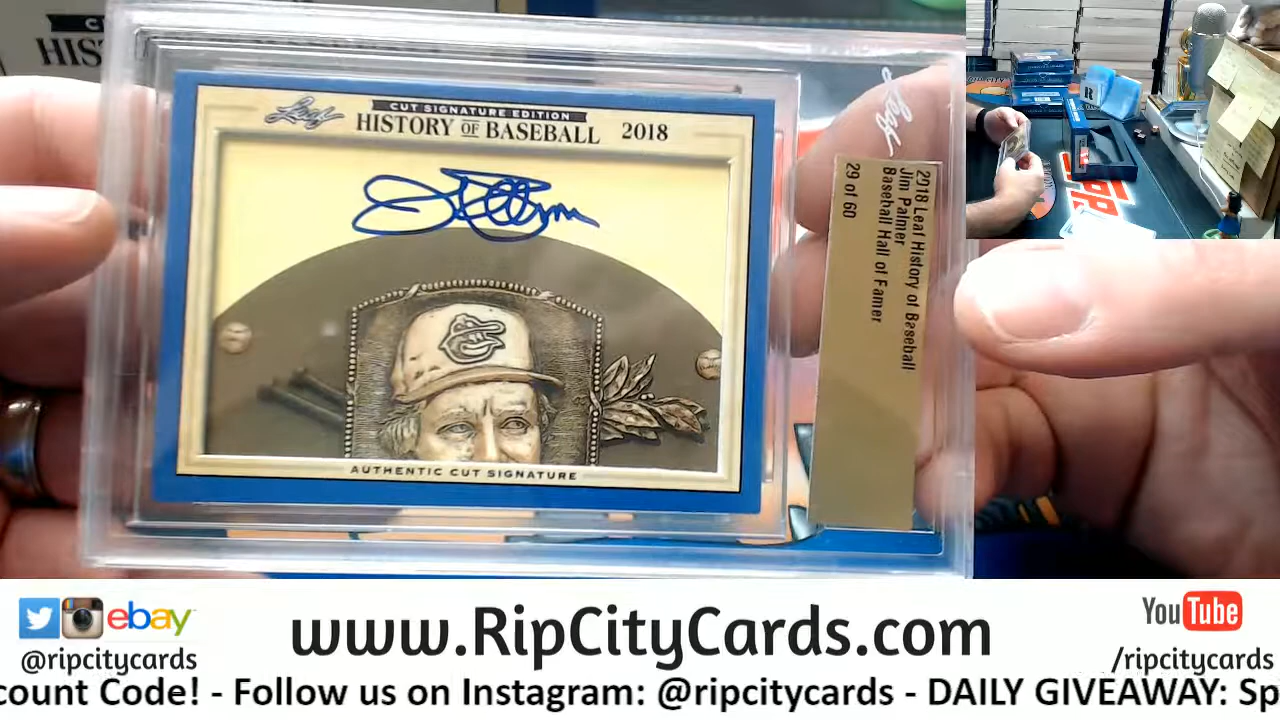 HIS
Leaf
CUT SIGNATURE EDITION
HISTORY OF BASEBALL 2018
AUTHENTIC CUT SIGNATURE
Leaf
2018 Leaf History of Baseball
Jim Palmer
Baseball Hall of Famer
29 of 60
ebay
@ripcitycards
www.RipCityCards.com
YouTube
/ripcitycards
count Code! - Follow us on Instagram: @ripcitycards - DAILY GIVEAWAY: Sp